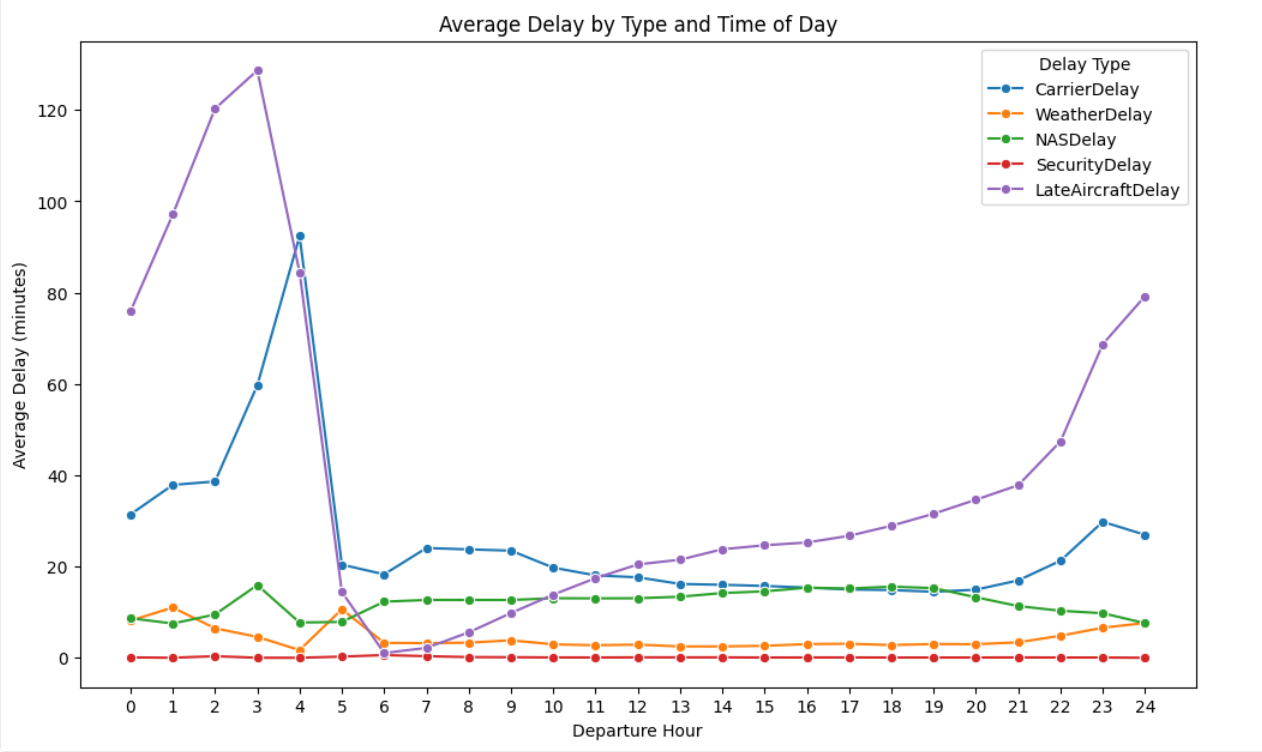 Average Delay by Type and Time of Day
Delay Type
CarrierDelay
WeatherDelay
NASDelay
SecurityDelay
LateAircraftDelay
Average Delay (minutes)
120
100
80
60
40
20
0
0 1 2 3 4 5 6 7 8 9 10 11 12 13 14 15 16 17 18 19 20 21 22 23 24
Departure Hour